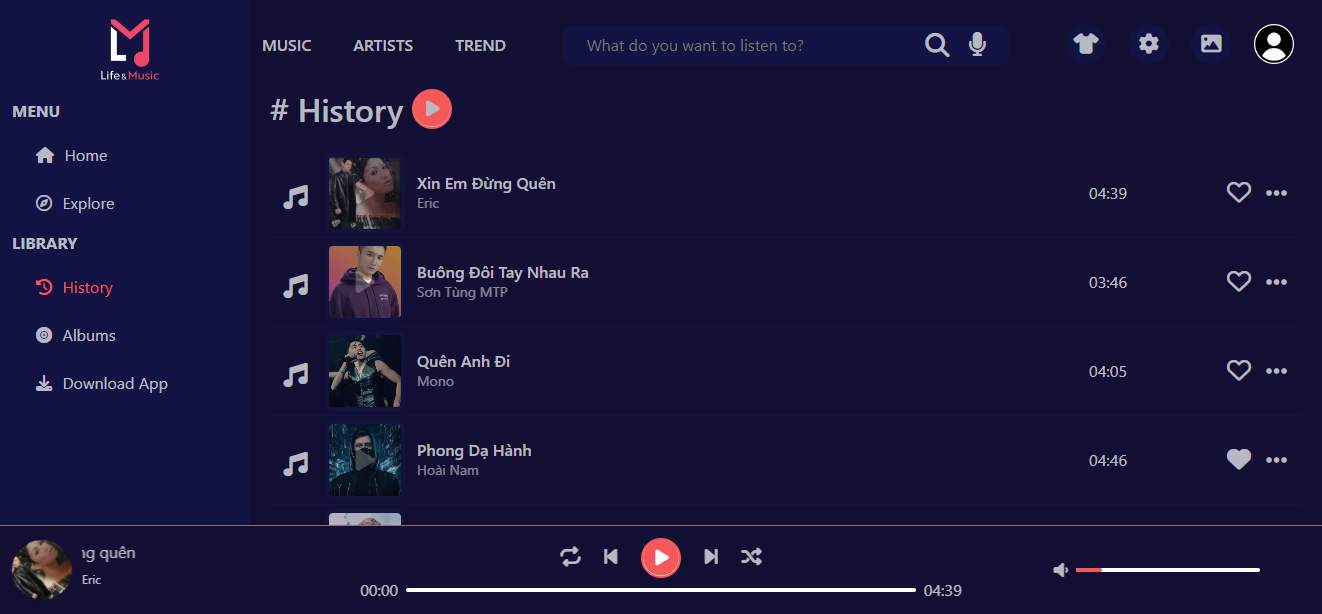 Life&Music
MUSIC
ARTISTS
TREND
What do you want to listen to?
MENU
Home
Explore
LIBRARY
History
Albums
Download App
# History
Xin Em Đừng Quên
Eric
04:39
Buông Đôi Tay Nhau Ra
Sơn Tùng MTP
03:46
Quên Anh Đi
Mono
04:05
Phong Dạ Hành
Hoài Nam
04:46
ng quên
Eric
00:00
04:39